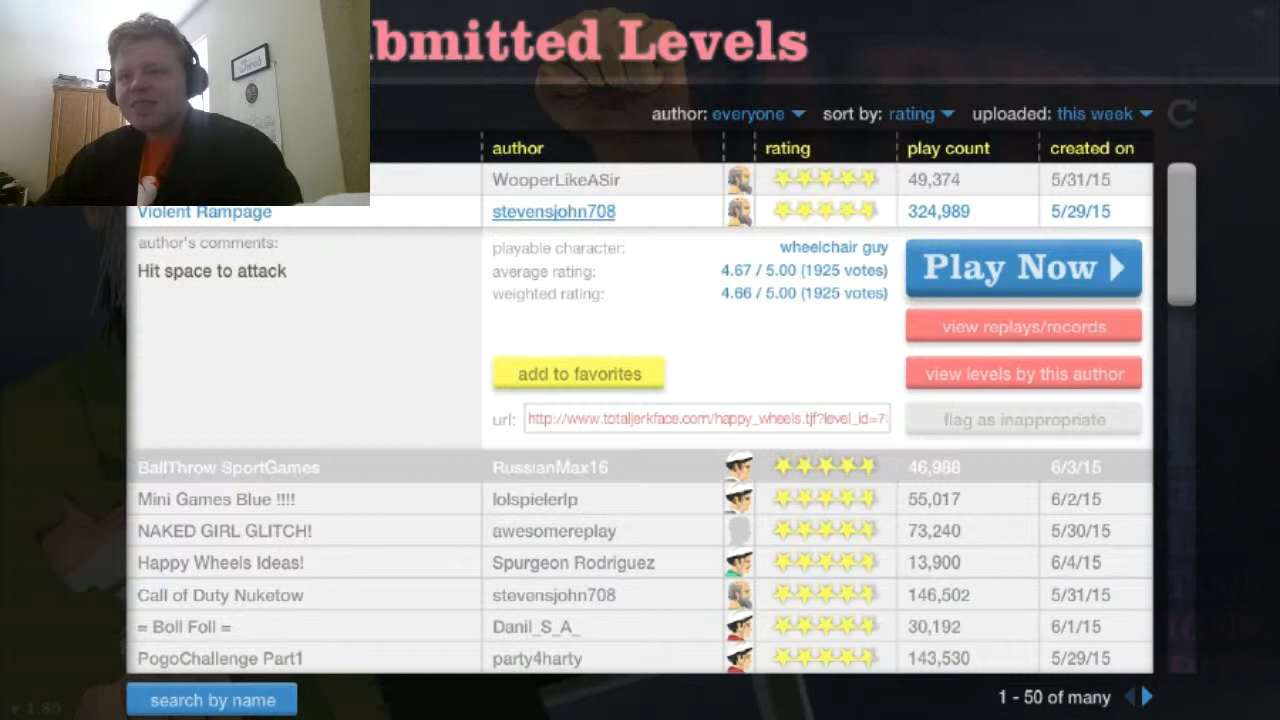 bmitted Levels
author: everyone sort by: rating uploaded: this week
author rating play count created on
WooperLikeASir 49,374 5/31/15
Violent Rampage stevensjohn708 324,989 5/29/15
author's comments:
Hit space to attack
playable character: wheelchair guy
average rating: 4.67 / 5.00 (1925 votes)
weighted rating: 4.66 / 5.00 (1925 votes)
Play Now
view replays/records
add to favorites
view levels by this author
url: http://www.totaljerkface.com/happy_wheels.tjf?level_id=7
flag as inappropriate
BallThrow SportGames RussianMax16 46,988 6/3/15
Mini Games Blue !!!! lolspielerlp 55,017 6/2/15
NAKED GIRL GLITCH! awesomereplay 73,240 5/30/15
Happy Wheels Ideas! Spurgeon Rodriguez 13,900 6/4/15
Call of Duty Nuketow stevensjohn708 146,502 5/31/15
= Boll Foll = Danil_S_A_ 30,192 6/1/15
PogoChallenge Part1 party4harty 143,530 5/29/15
search by name
1 - 50 of many